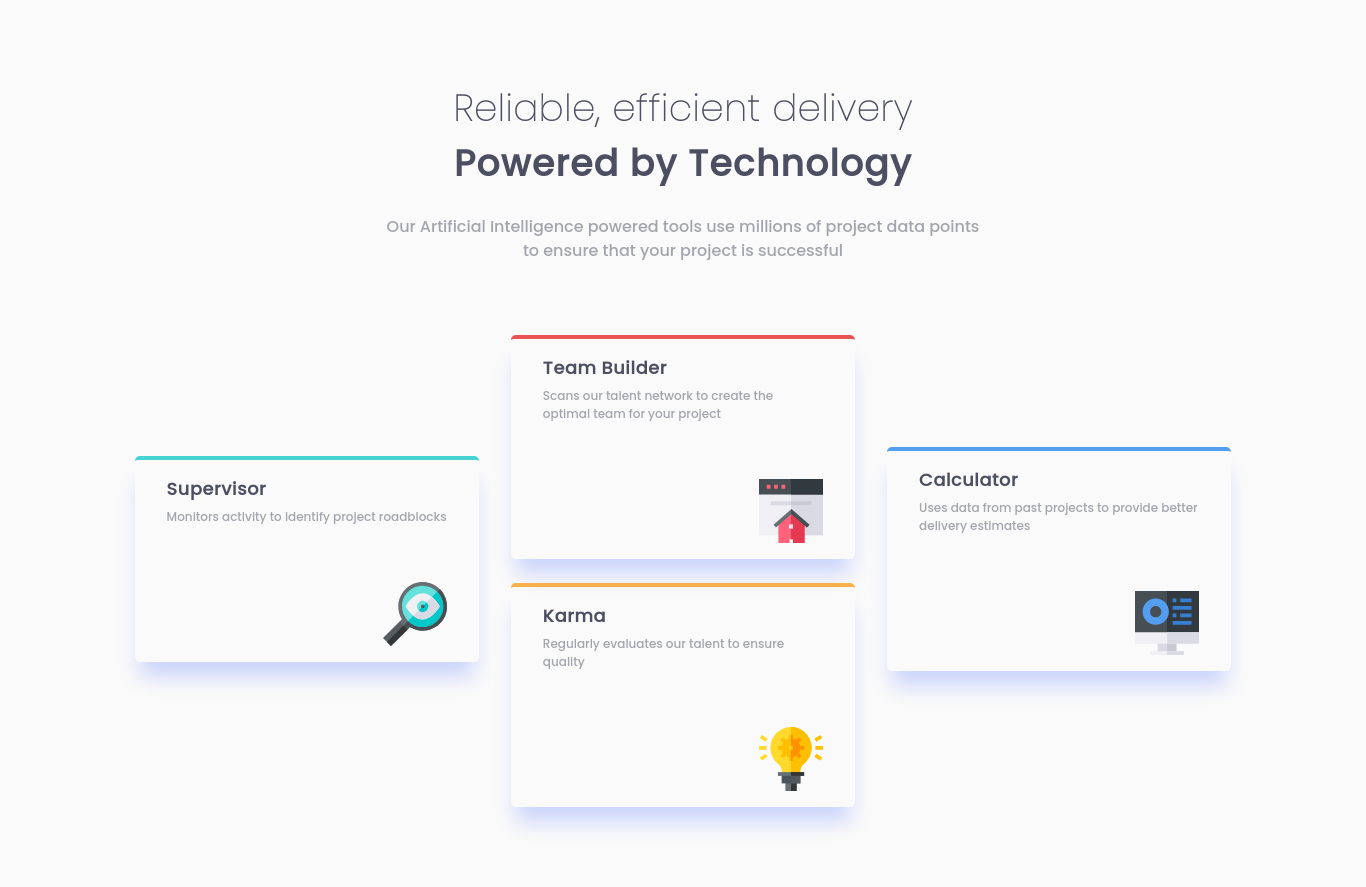 Reliable, efficient delivery
Powered by Technology
Our Artificial Intelligence powered tools use millions of project data points
to ensure that your project is successful
Supervisor
Monitors activity to identify project roadblocks
Team Builder
Scans our talent network to create the
optimal team for your project
Karma
Regularly evaluates our talent to ensure
quality
Calculator
Uses data from past projects to provide better
delivery estimates